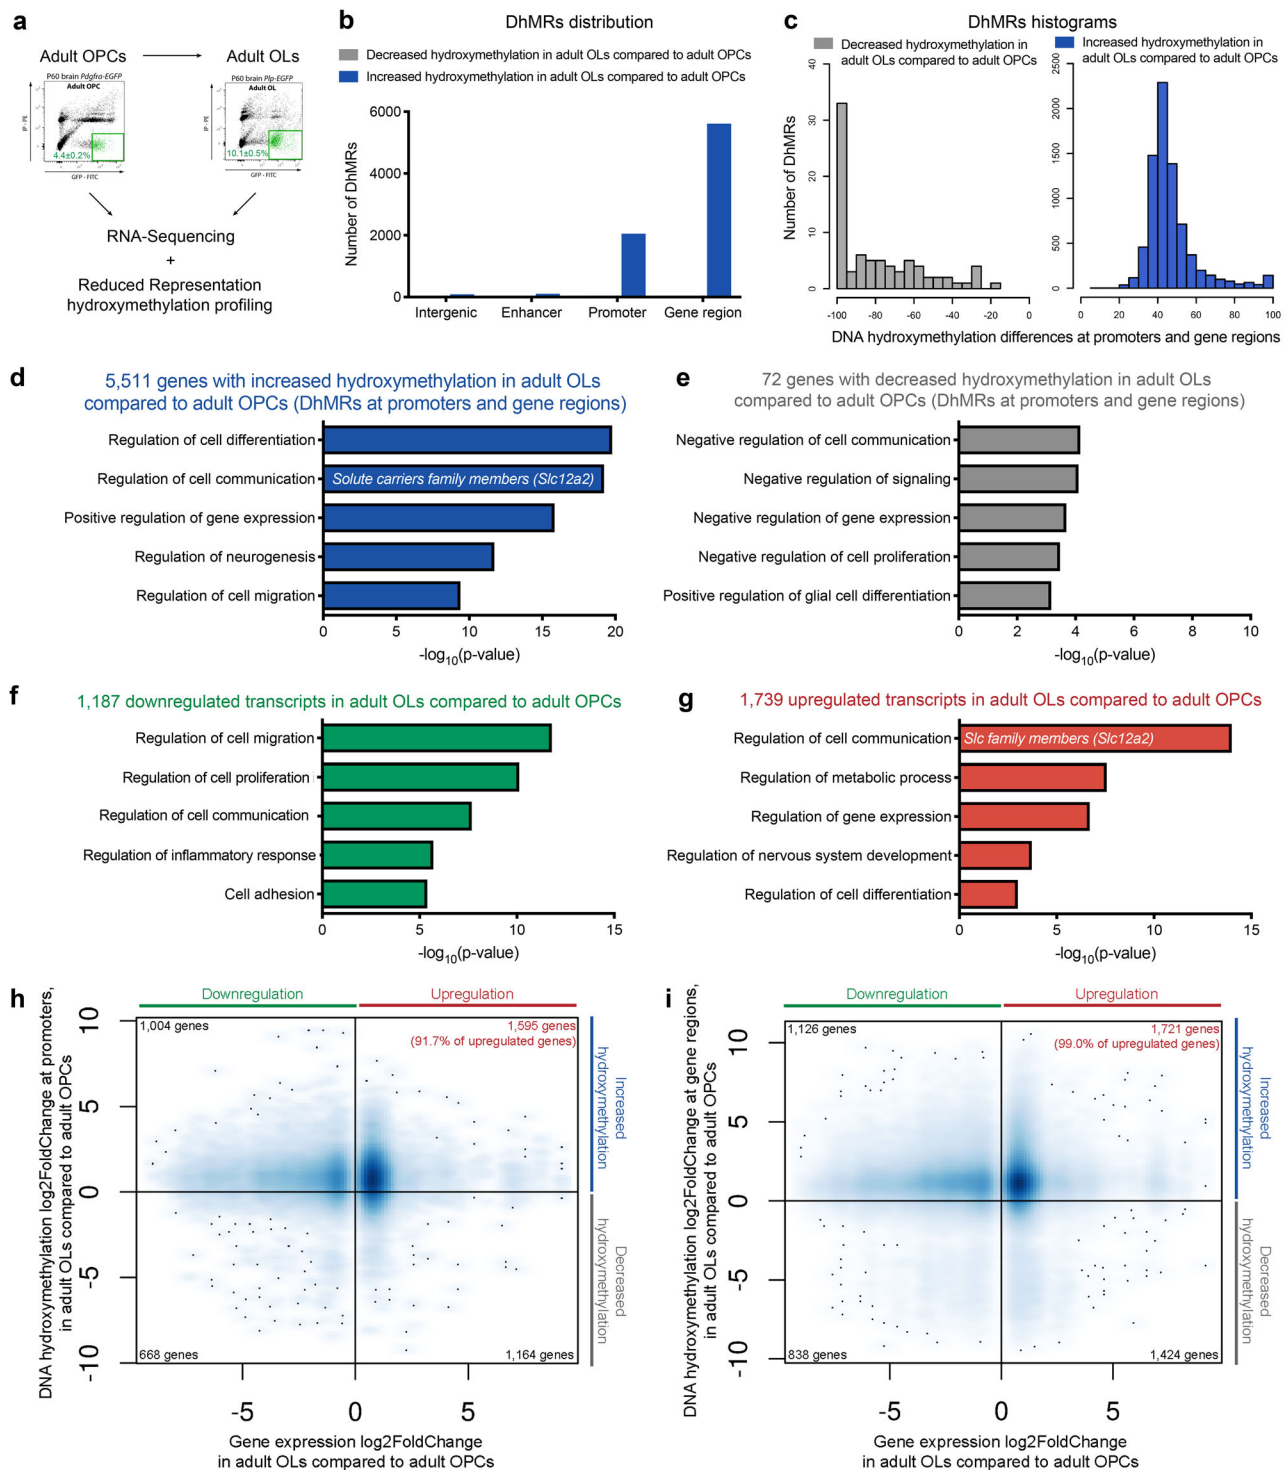 a
Adult OPCs
Adult OLs
P60 brain Pdgfra-EGFP
Adult OPC
IP - PE
4.4±0.2%
GFP - FITC
P60 brain Plp-EGFP
Adult OL
IP - PE
10.1±0.5%
GFP - FITC
RNA-Sequencing
+
Reduced Representation
hydroxymethylation profiling
b
DhMRs distribution
Decreased hydroxymethylation in adult OLs compared to adult OPCs
Increased hydroxymethylation in adult OLs compared to adult OPCs
Number of DhMRs
6000
4000
2000
0
Intergenic
Enhancer
Promoter
Gene region
c
DhMRs histograms
Decreased hydroxymethylation in
adult OLs compared to adult OPCs
Increased hydroxymethylation in
adult OLs compared to adult OPCs
Number of DhMRs
40
30
20
10
0
-100
-80
-60
-40
-20
0
2500
2000
1500
1000
500
0
0
20
40
60
80
100
DNA hydroxymethylation differences at promoters and gene regions
d
5,511 genes with increased hydroxymethylation in adult OLs
compared to adult OPCs (DhMRs at promoters and gene regions)
Regulation of cell differentiation
Regulation of cell communication
Solute carriers family members (Slc12a2)
Positive regulation of gene expression
Regulation of neurogenesis
Regulation of cell migration
0
5
10
15
20
-log10(p-value)
e
72 genes with decreased hydroxymethylation in adult OLs
compared to adult OPCs (DhMRs at promoters and gene regions)
Negative regulation of cell communication
Negative regulation of signaling
Negative regulation of gene expression
Negative regulation of cell proliferation
Positive regulation of glial cell differentiation
0
2
4
6
8
10
-log10(p-value)
f
1,187 downregulated transcripts in adult OLs compared to adult OPCs
Regulation of cell migration
Regulation of cell proliferation
Regulation of cell communication
Regulation of inflammatory response
Cell adhesion
0
5
10
15
-log10(p-value)
g
1,739 upregulated transcripts in adult OLs compared to adult OPCs
Regulation of cell communication
Slc family members (Slc12a2)
Regulation of metabolic process
Regulation of gene expression
Regulation of nervous system development
Regulation of cell differentiation
0
5
10
15
-log10(p-value)
h
Downregulation
Upregulation
DNA hydroxymethylation log2FoldChange at promoters,
in adult OLs compared to adult OPCs
10
5
0
-5
-10
1,004 genes
1,595 genes
(91.7% of upregulated genes)
668 genes
1,164 genes
Increased
hydroxymethylation
Decreased
hydroxymethylation
-5
0
5
Gene expression log2FoldChange
in adult OLs compared to adult OPCs
i
Downregulation
Upregulation
DNA hydroxymethylation log2FoldChange at gene regions,
in adult OLs compared to adult OPCs
10
5
0
-5
-10
1,126 genes
1,721 genes
(99.0% of upregulated genes)
838 genes
1,424 genes
Increased
hydroxymethylation
Decreased
hydroxymethylation
-5
0
5
Gene expression log2FoldChange
in adult OLs compared to adult OPCs